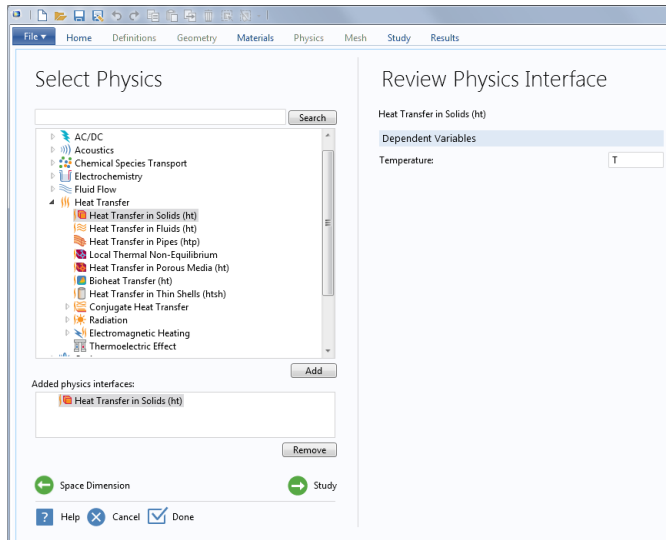 File Home Definitions Geometry Materials Physics Mesh Study Results
Select Physics
Search
AC/DC
Acoustics
Chemical Species Transport
Electrochemistry
Fluid Flow
Heat Transfer
Heat Transfer in Solids (ht)
Heat Transfer in Fluids (ht)
Heat Transfer in Pipes (htp)
Local Thermal Non-Equilibrium
Heat Transfer in Porous Media (ht)
Bioheat Transfer (ht)
Heat Transfer in Thin Shells (htsh)
Conjugate Heat Transfer
Radiation
Electromagnetic Heating
Thermoelectric Effect
Add
Added physics interfaces:
Heat Transfer in Solids (ht)
Remove
Space Dimension Study
? Help Cancel Done
Review Physics Interface
Heat Transfer in Solids (ht)
Dependent Variables
Temperature: T